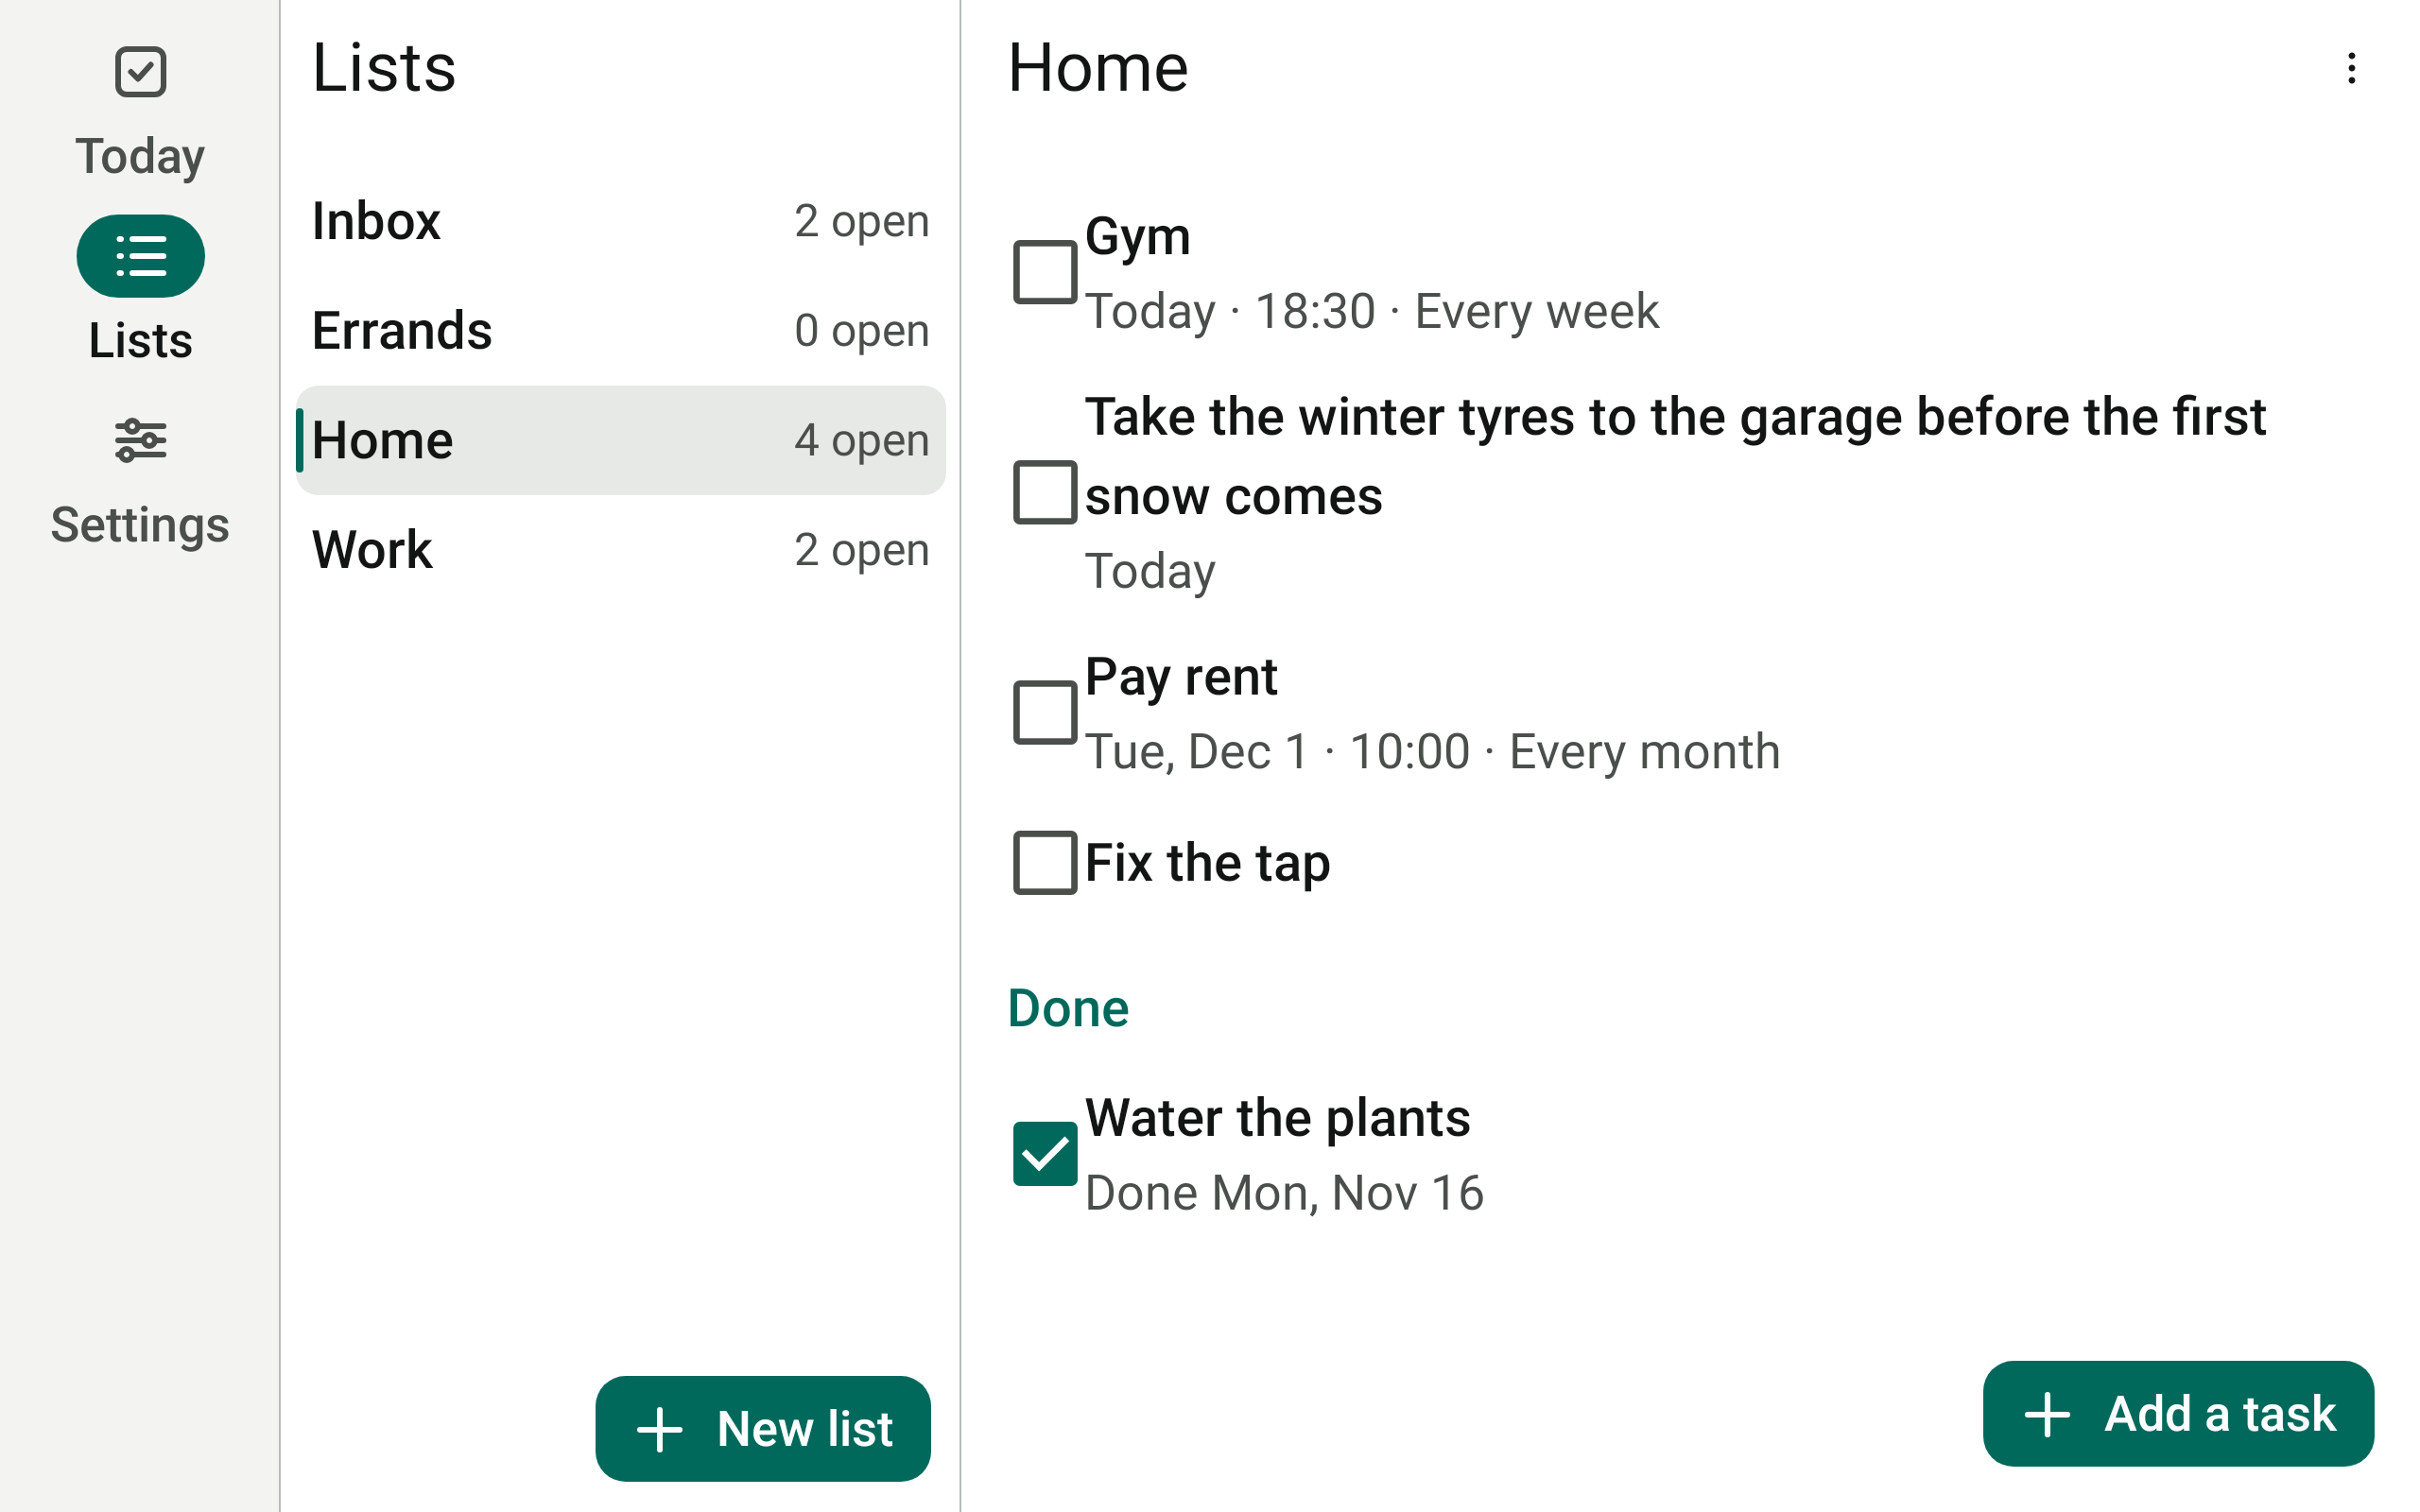 Today
Lists
Settings
Lists
Inbox 2 open
Errands 0 open
Home 4 open
Work 2 open
New list
Home
Gym
Today · 18:30 · Every week
Take the winter tyres to the garage before the first
snow comes
Today
Pay rent
Tue, Dec 1 · 10:00 · Every month
Fix the tap
Done
Water the plants
Done Mon, Nov 16
Add a task